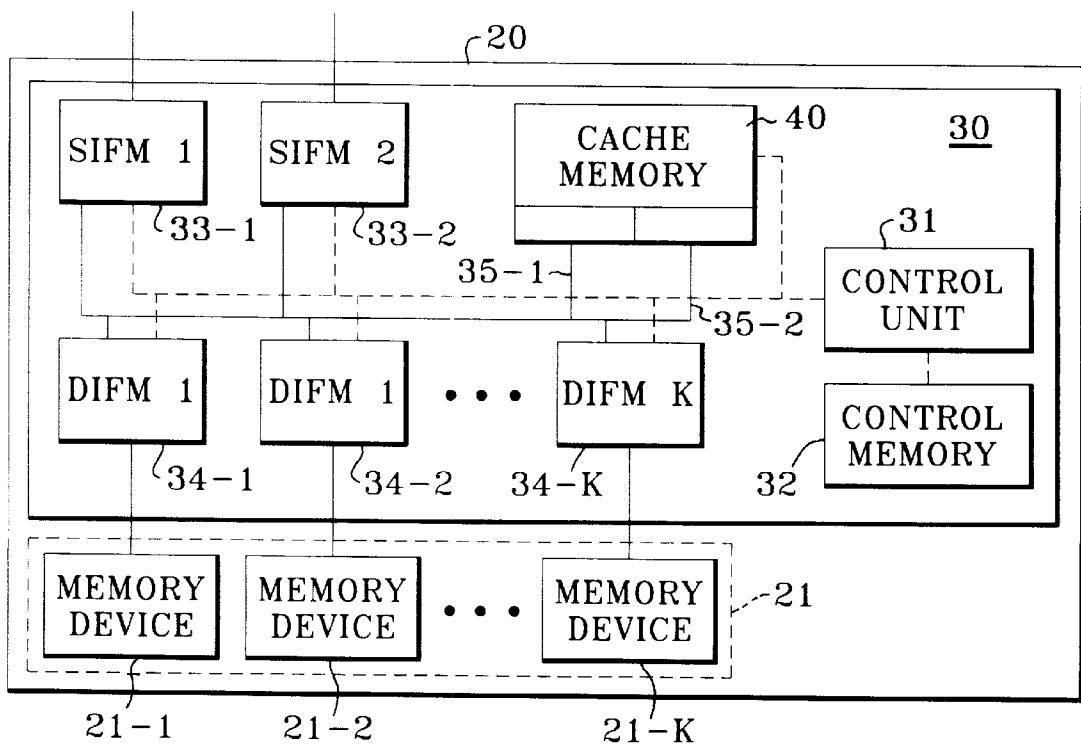 20
SIFM 1
SIFM 2
CACHE
MEMORY
40
30
33-1
33-2
35-1
31
CONTROL
UNIT
35-2
DIFM 1
DIFM 1
DIFM K
CONTROL
MEMORY
34-1
34-2
34-K
32
MEMORY
DEVICE
MEMORY
DEVICE
MEMORY
DEVICE
21
21-1
21-2
21-K